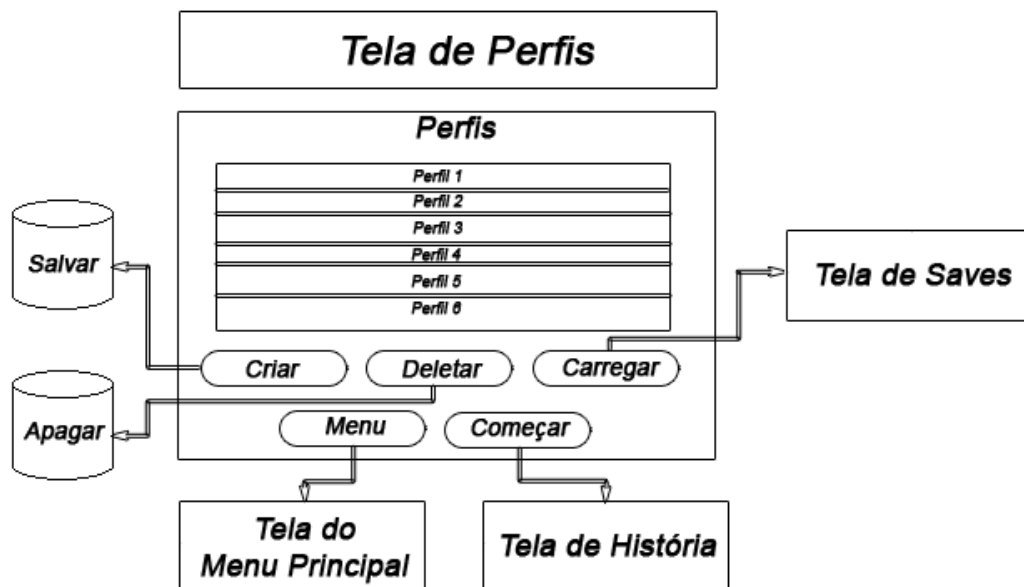 Tela de Perfis
Perfis
Perfil 1
Perfil 2
Perfil 3
Perfil 4
Perfil 5
Perfil 6
Salvar
Tela de Saves
Criar
Deletar
Carregar
Apagar
Menu
Começar
Tela do
Menu Principal
Tela de História